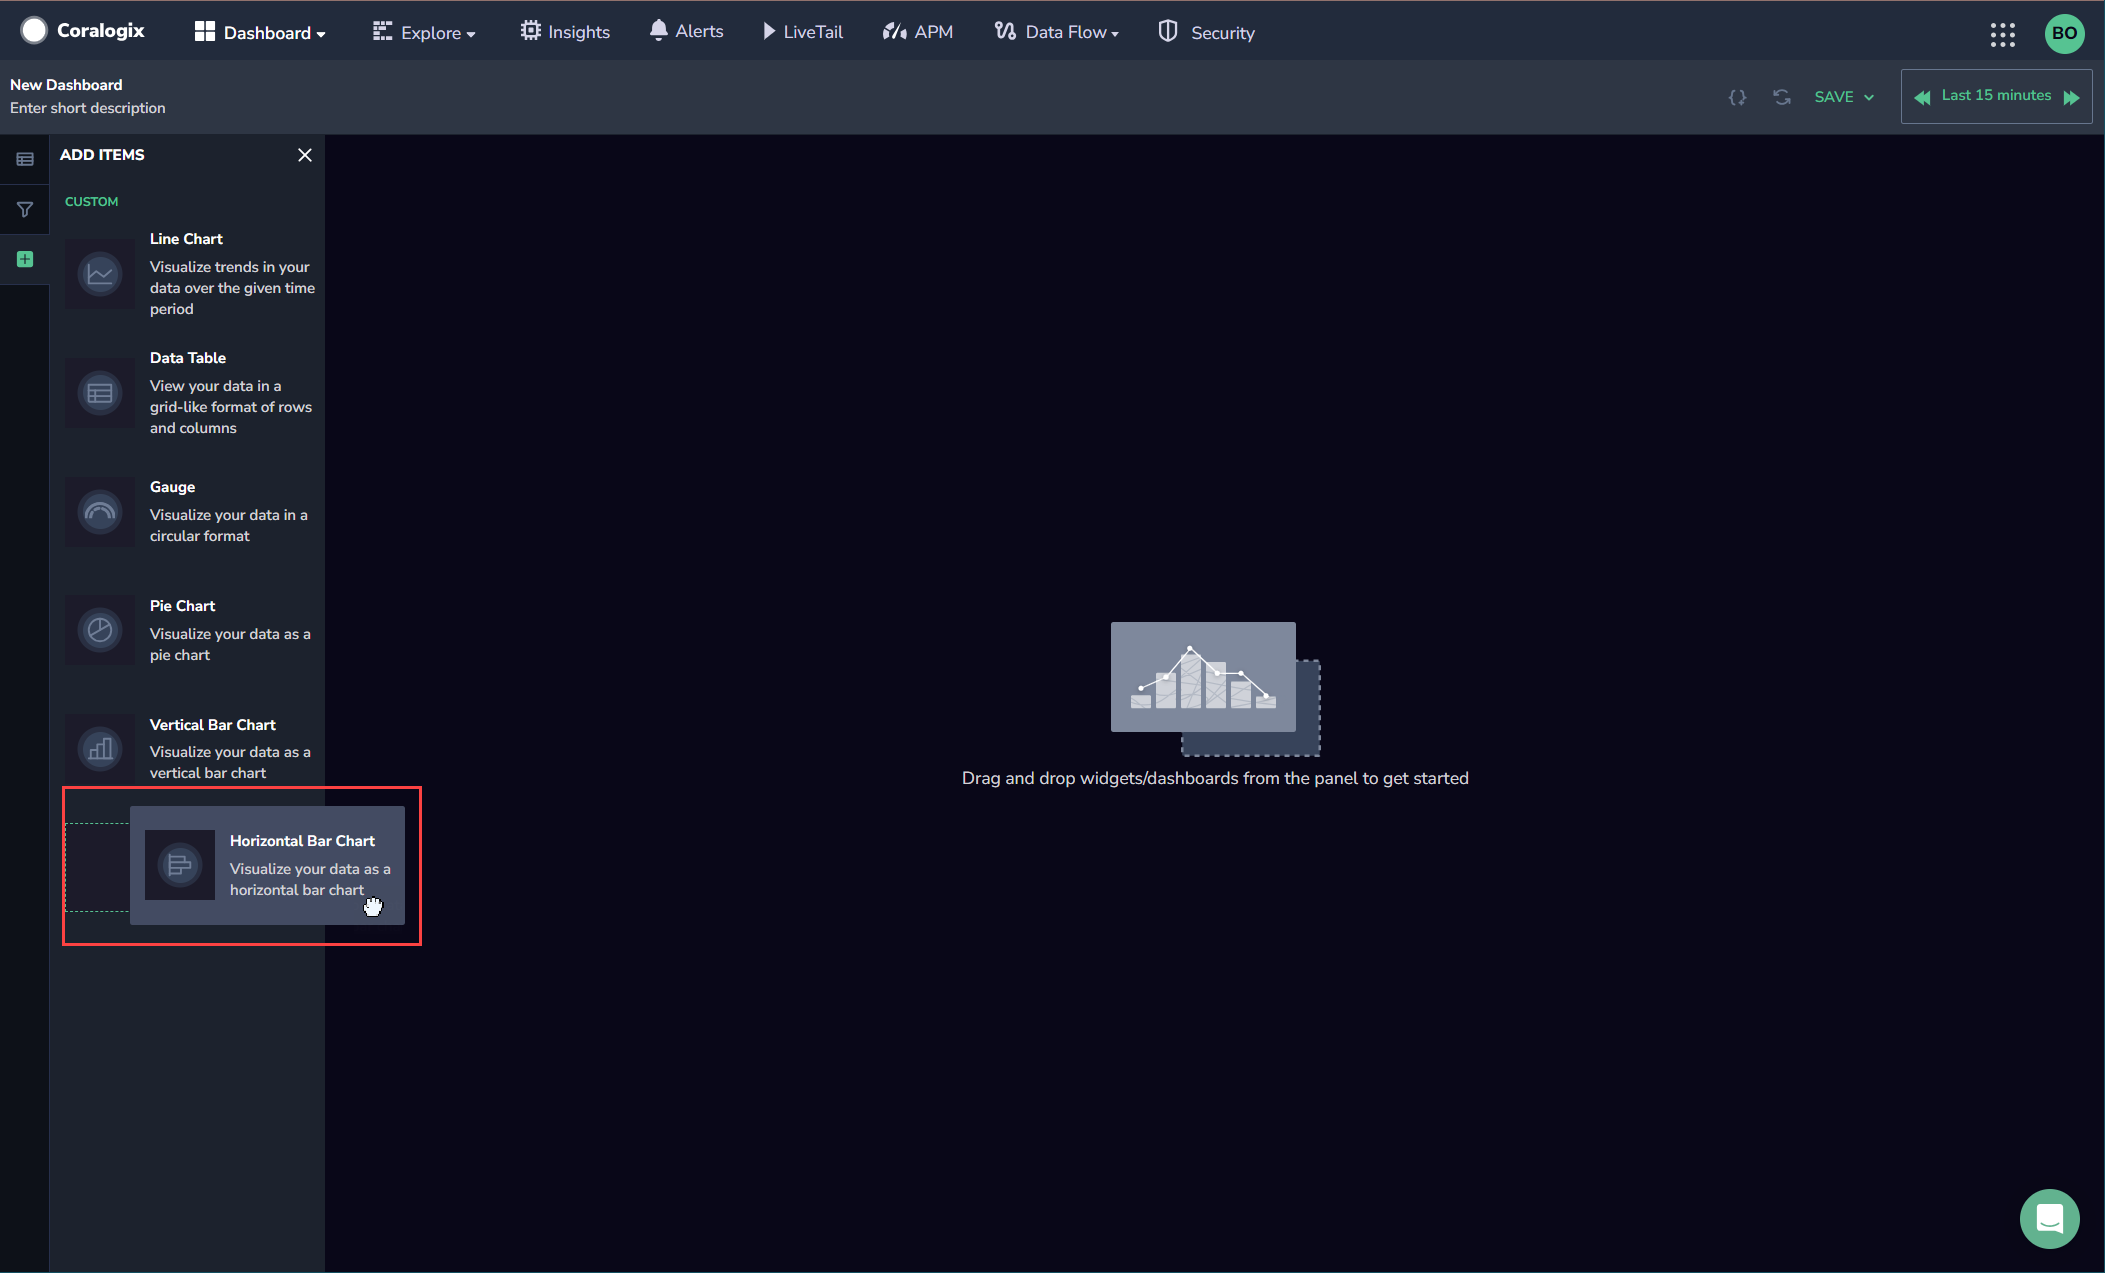 Coralogix
Dashboard
Explore
Insights
Alerts
LiveTail
APM
Data Flow
Security
BO
New Dashboard
Enter short description
SAVE
Last 15 minutes
ADD ITEMS
CUSTOM
Line Chart
Visualize trends in your
data over the given time
period
Data Table
View your data in a
grid-like format of rows
and columns
Gauge
Visualize your data in a
circular format
Pie Chart
Visualize your data as a
pie chart
Vertical Bar Chart
Visualize your data as a
vertical bar chart
Horizontal Bar Chart
Visualize your data as a
horizontal bar chart
Drag and drop widgets/dashboards from the panel to get started